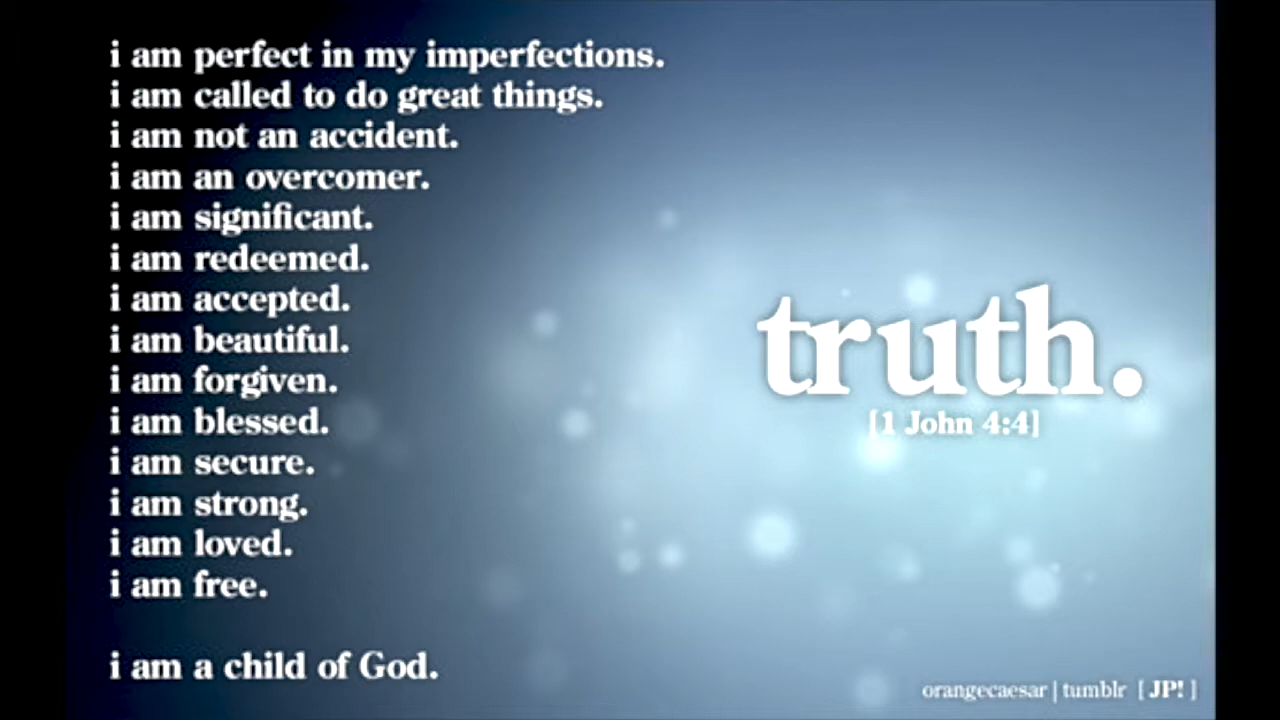 i am perfect in my imperfections.
i am called to do great things.
i am not an accident.
i am an overcomer.
i am significant.
i am redeemed.
i am accepted.
i am beautiful.
i am forgiven.
i am blessed.
i am secure.
i am strong.
i am loved.
i am free.
i am a child of God.
truth.
[1 John 4:4]
orangecaesar | tumblr [ JP! ]